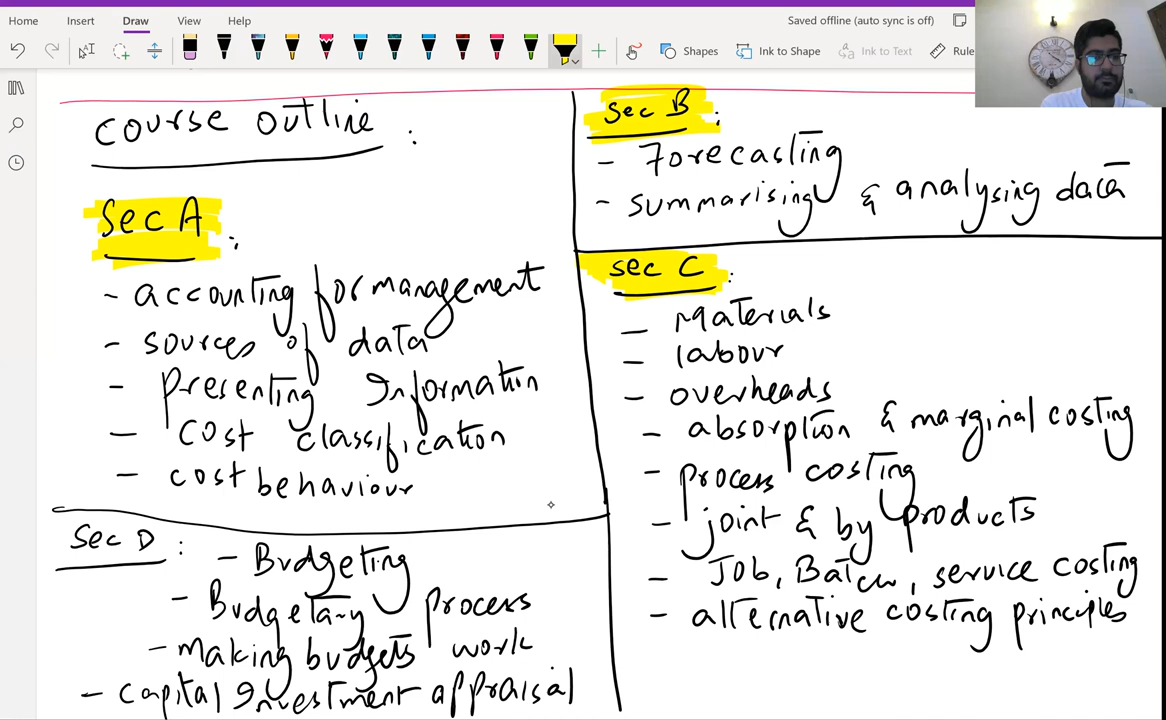 Home Insert Draw View Help
Saved offline (auto sync is off)
Shapes Ink to Shape Ink to Text Rule
course outline :
Sec A :
- accounting for management
- sources of data
- Presenting Information
- Cost classification
- cost behaviour
Sec B :
- Forecasting
- summarising & analysing data
sec C :
- Materials
- labour
- overheads
- absorption & marginal costing
- process costing
- joint & by products
- Job, Batch, service costing
- alternative costing principles
Sec D : - Budgeting
- Budgetary process
- Making budgets work
- capital Investment appraisal